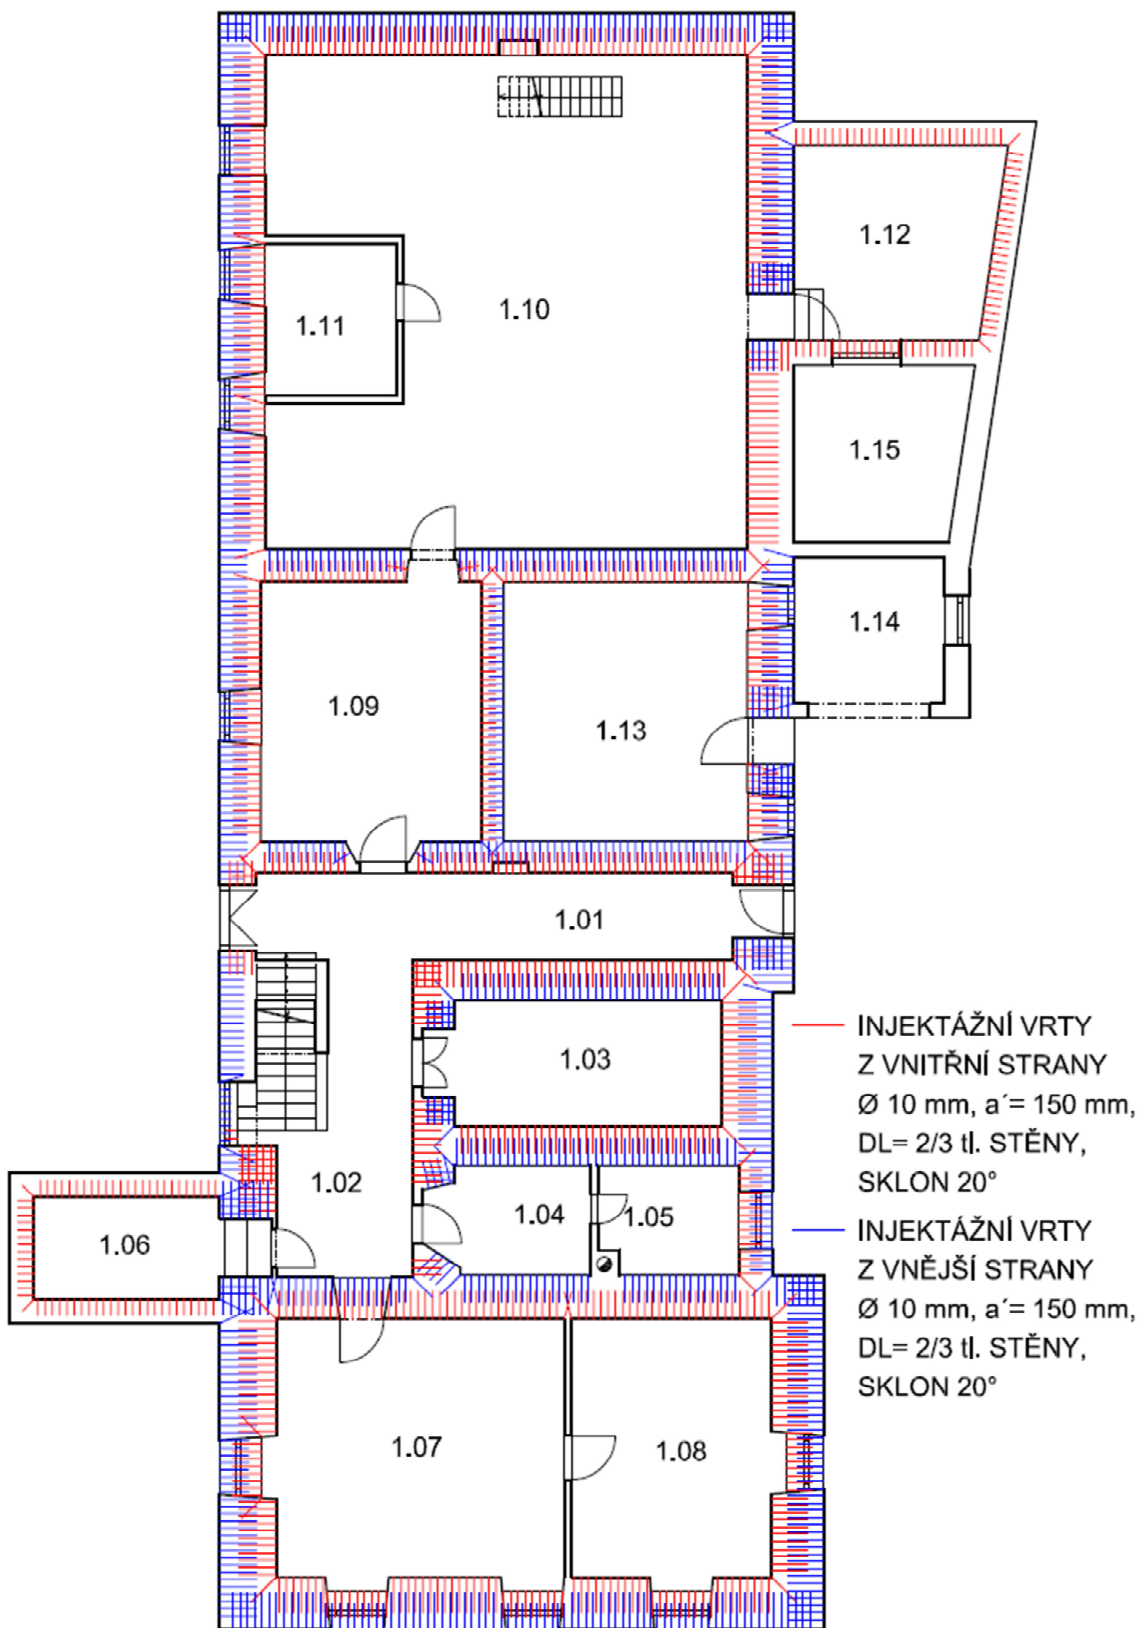 1.12
1.10
1.11
1.15
1.14
1.09
1.13
1.01
1.03
1.02
1.04
1.05
1.06
1.07
1.08
INJEKTÁŽNÍ VRTY
Z VNITŘNÍ STRANY
Ø 10 mm, a´= 150 mm,
DL= 2/3 tl. STĚNY,
SKLON 20°
INJEKTÁŽNÍ VRTY
Z VNĚJŠÍ STRANY
Ø 10 mm, a´= 150 mm,
DL= 2/3 tl. STĚNY,
SKLON 20°